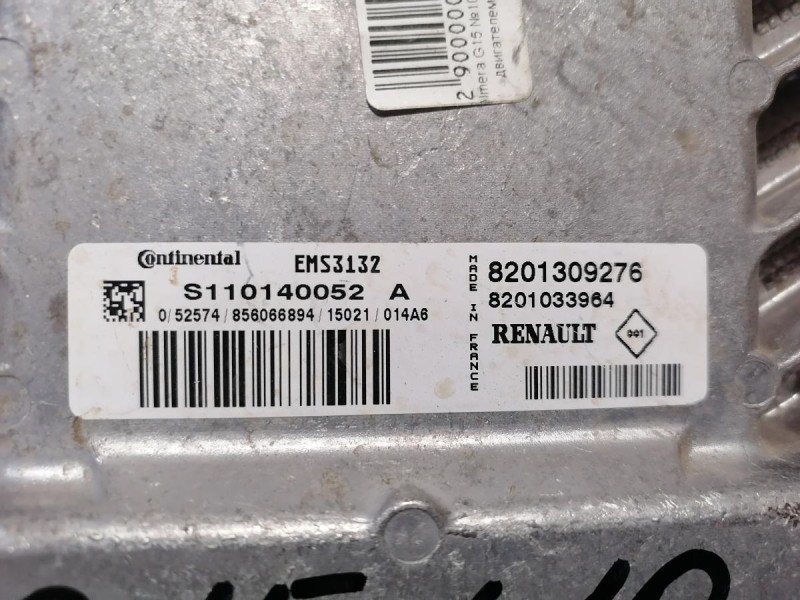 2 900000
Almera G15 №10
двигателем
Continental EMS3132
S110140052 A
0/52574/856066894/15021/014A6
MADE IN FRANCE
8201309276
8201033964
RENAULT 001